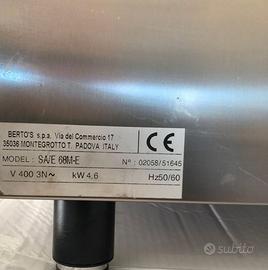 BERTO'S s.p.a. Via del Commercio 17
35036 MONTEGROTTO T. PADOVA ITALY
CE
MODEL: SA/E 68M-E N°: 02058/51645
V 400 3N~ kW 4,6 Hz50/60
subito